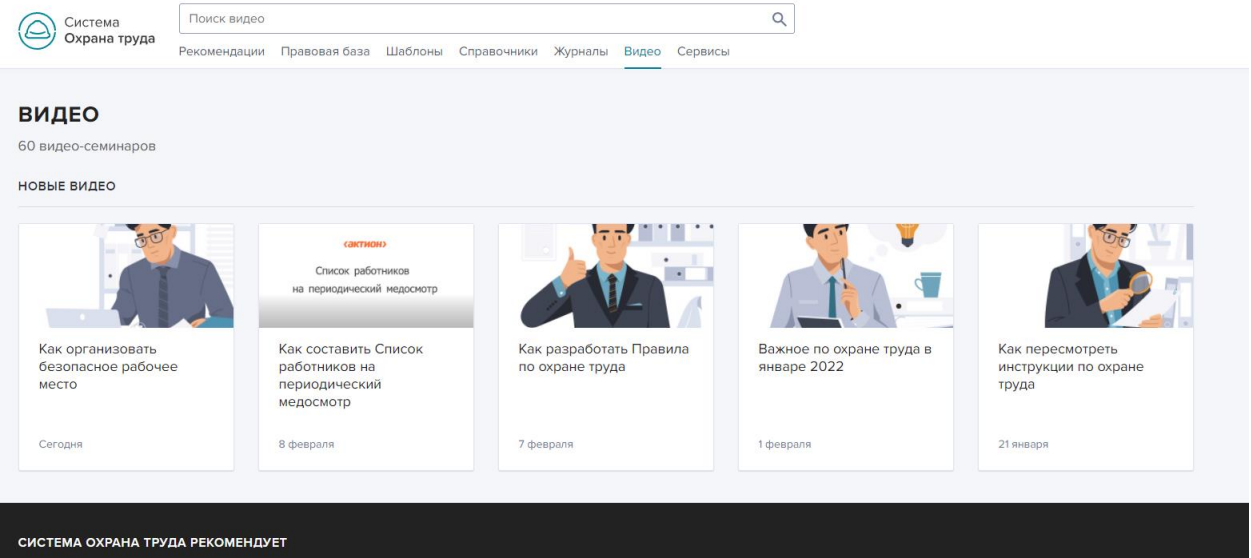 Система
Охрана труда
Поиск видео
Рекомендации Правовая база Шаблоны Справочники Журналы Видео Сервисы
ВИДЕО
60 видео-семинаров
НОВЫЕ ВИДЕО
Как организовать
безопасное рабочее
место
Сегодня
‹актион›
Список работников
на периодический медосмотр
Как составить Список
работников на
периодический
медосмотр
8 февраля
Как разработать Правила
по охране труда
7 февраля
Важное по охране труда в
январе 2022
1 февраля
Как пересмотреть
инструкции по охране
труда
21 января
СИСТЕМА ОХРАНА ТРУДА РЕКОМЕНДУЕТ